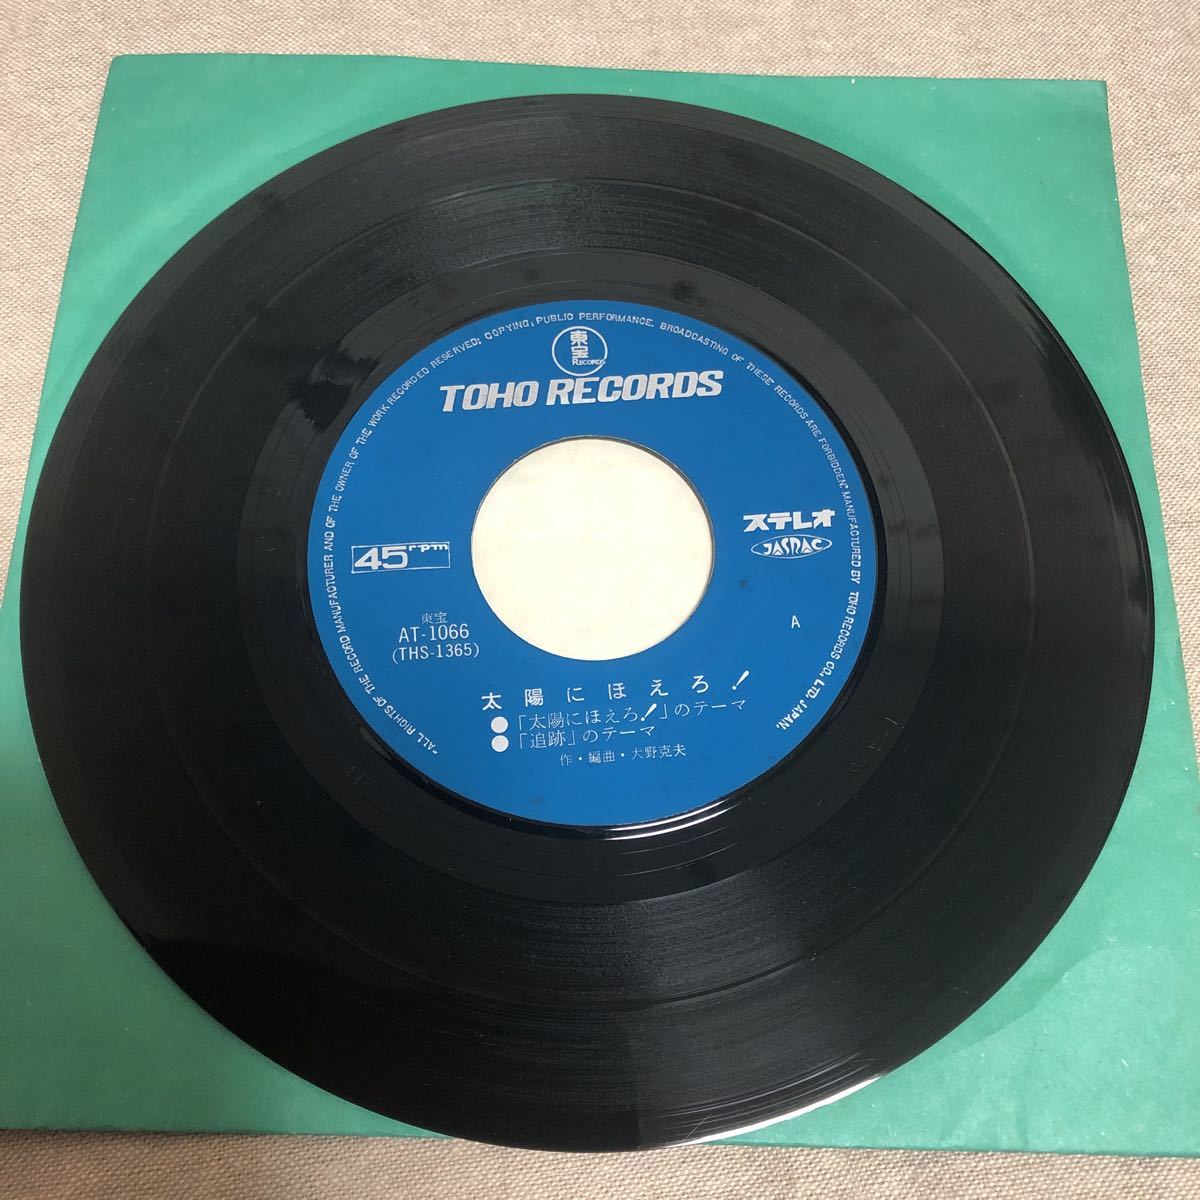 "ALL RIGHTS OF THE RECORD MANUFACTURER AND OF THE OWNER OF THE WORK RECORDED RESERVED; COPYING, PUBLIC PERFORMANCE. BROADCASTING OF THESE RECORDS ARE FORBIDDEN." MANUFACTURED BY TOHO RECORDS CO., LTD. JAPAN.
東宝
RECORDS
TOHO RECORDS
45rpm
ステレオ
JASRAC
東宝
AT-1066
(THS-1365)
A
太陽にほえろ!
●「太陽にほえろ!」のテーマ
●「追跡」のテーマ
作・編曲・大野克夫